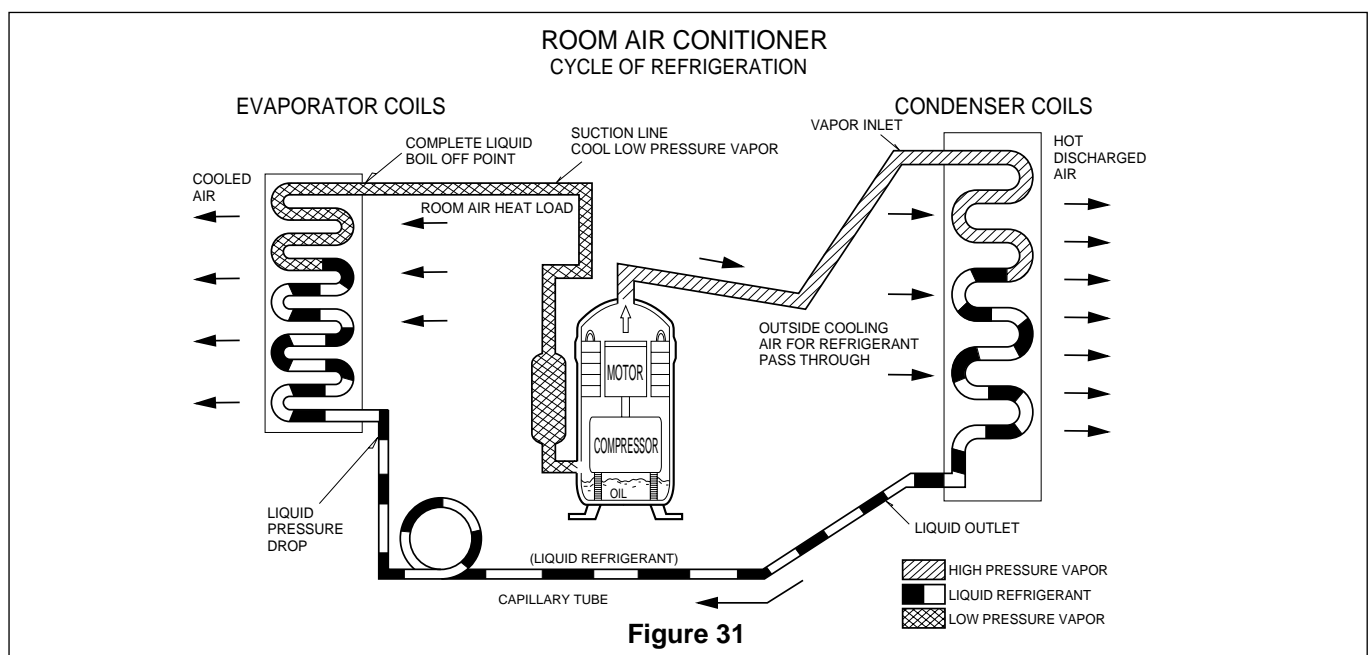 ROOM AIR CONITIONER
CYCLE OF REFRIGERATION
EVAPORATOR COILS
CONDENSER COILS
VAPOR INLET
SUCTION LINE
COOL LOW PRESSURE VAPOR
COMPLETE LIQUID
BOIL OFF POINT
HOT
DISCHARGED
AIR
COOLED
AIR
ROOM AIR HEAT LOAD
OUTSIDE COOLING
AIR FOR REFRIGERANT
PASS THROUGH
MOTOR
COMPRESSOR
OIL
LIQUID
PRESSURE
DROP
LIQUID OUTLET
(LIQUID REFRIGERANT)
CAPILLARY TUBE
HIGH PRESSURE VAPOR
LIQUID REFRIGERANT
LOW PRESSURE VAPOR
Figure 31